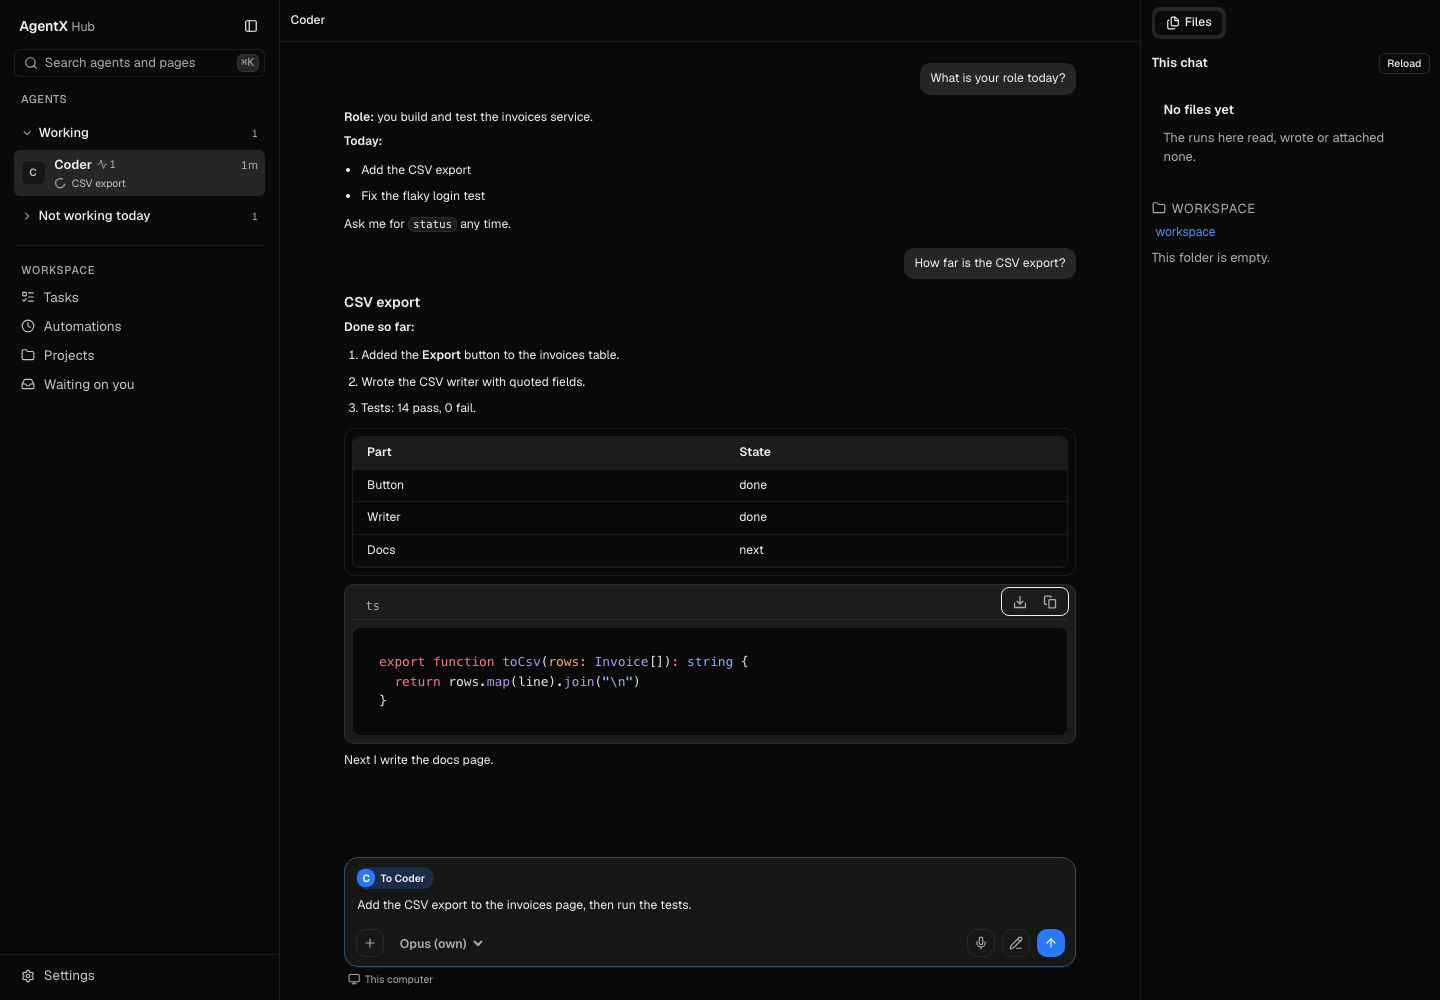 AgentX Hub
Search agents and pages
⌘K
AGENTS
Working
1
C
Coder
1
1m
CSV export
Not working today
1
WORKSPACE
Tasks
Automations
Projects
Waiting on you
Settings
Coder
What is your role today?
Role: you build and test the invoices service.
Today:
• Add the CSV export
• Fix the flaky login test
Ask me for status any time.
How far is the CSV export?
CSV export
Done so far:
1. Added the Export button to the invoices table.
2. Wrote the CSV writer with quoted fields.
3. Tests: 14 pass, 0 fail.
Part State
Button done
Writer done
Docs next
ts
export function toCsv(rows: Invoice[]): string {
  return rows.map(line).join("\n")
}
Next I write the docs page.
C To Coder
Add the CSV export to the invoices page, then run the tests.
Opus (own)
This computer
Files
This chat
Reload
No files yet
The runs here read, wrote or attached
none.
WORKSPACE
workspace
This folder is empty.